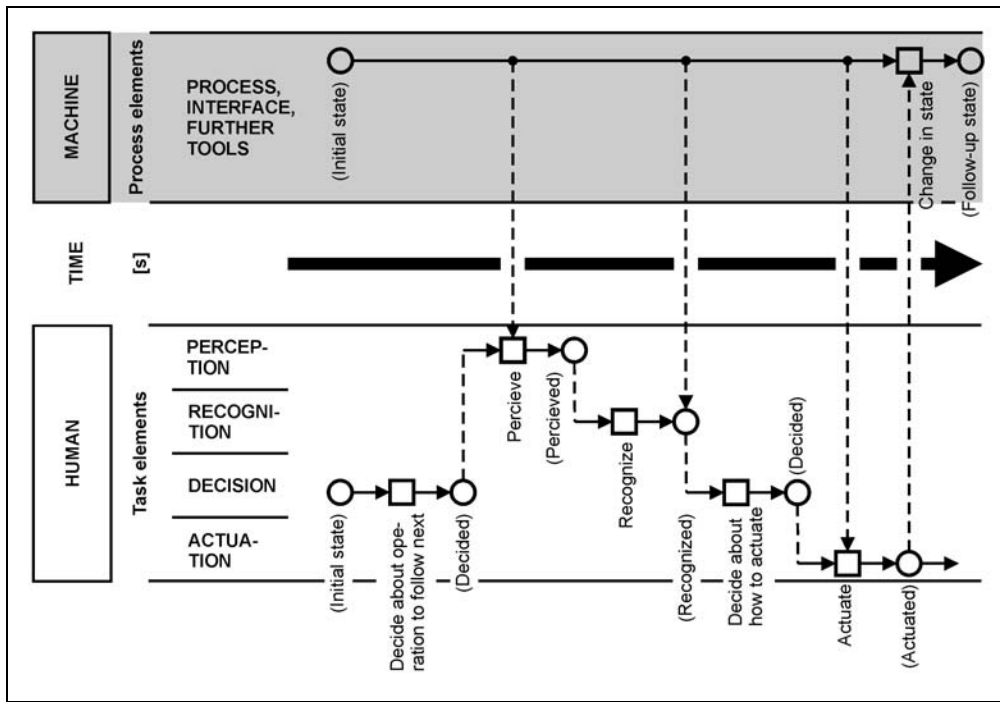 MACHINE
Process elements
PROCESS,
INTERFACE,
FURTHER
TOOLS
(Initial state)
Change in state
(Follow-up state)
TIME
[s]
HUMAN
Task elements
PERCEP-
TION
RECOGNI-
TION
DECISION
ACTUA-
TION
(Initial state)
Decide about ope-
ration to follow next
(Decided)
Percieve
(Percieved)
Recognize
(Recognized)
Decide about
how to actuate
(Decided)
Actuate
(Actuated)